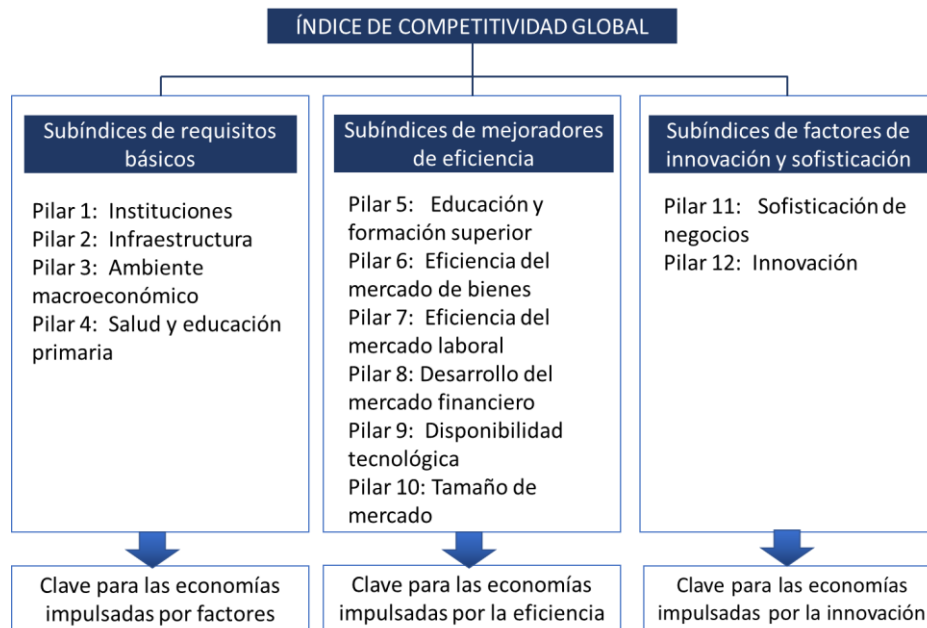 ÍNDICE DE COMPETITIVIDAD GLOBAL
Subíndices de requisitos
básicos
Pilar 1: Instituciones
Pilar 2: Infraestructura
Pilar 3: Ambiente
macroeconómico
Pilar 4: Salud y educación
primaria
Clave para las economías
impulsadas por factores
Subíndices de mejoradores
de eficiencia
Pilar 5: Educación y
formación superior
Pilar 6: Eficiencia del
mercado de bienes
Pilar 7: Eficiencia del
mercado laboral
Pilar 8: Desarrollo del
mercado financiero
Pilar 9: Disponibilidad
tecnológica
Pilar 10: Tamaño de
mercado
Clave para las economías
impulsadas por la eficiencia
Subíndices de factores de
innovación y sofisticación
Pilar 11: Sofisticación de
negocios
Pilar 12: Innovación
Clave para las economías
impulsadas por la innovación